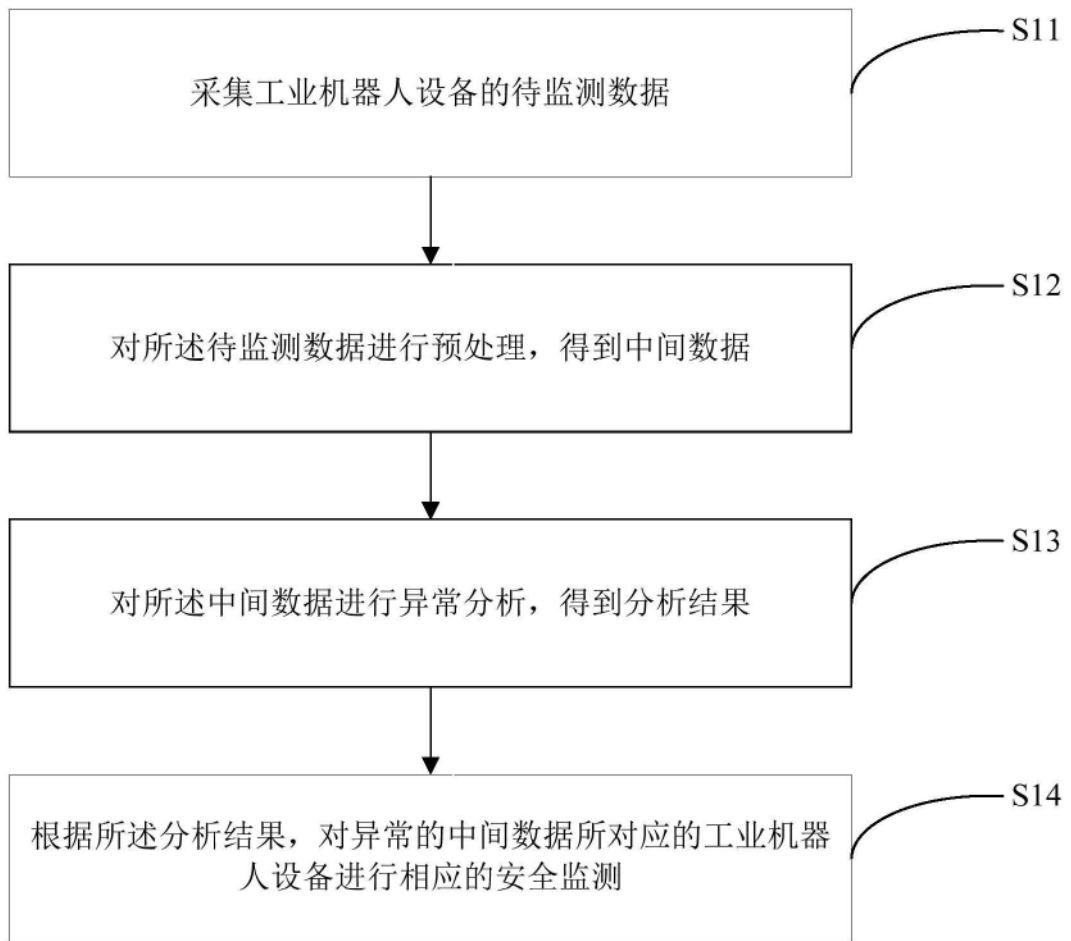 采集工业机器人设备的待监测数据
S11
对所述待监测数据进行预处理，得到中间数据
S12
对所述中间数据进行异常分析，得到分析结果
S13
根据所述分析结果，对异常的中间数据所对应的工业机器
人设备进行相应的安全监测
S14